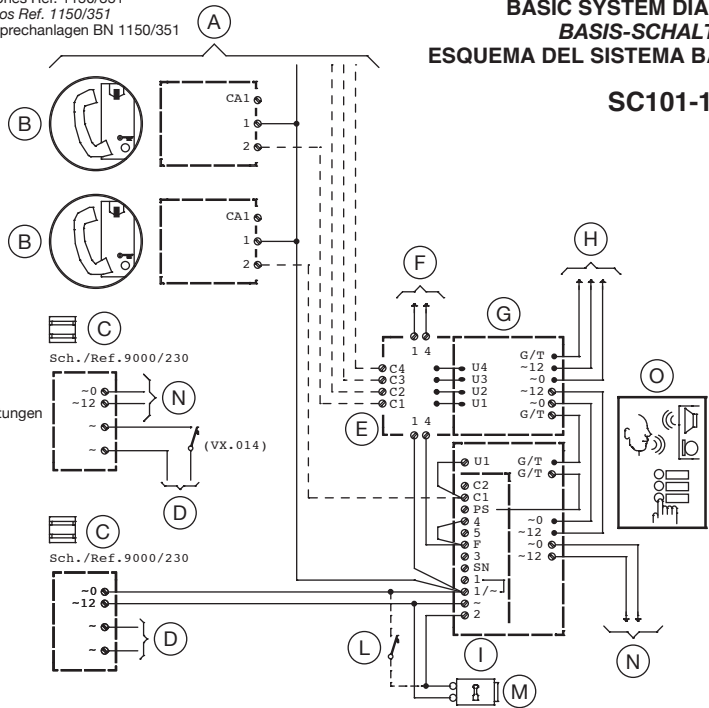 ones Ref. 1150/351
os Ref. 1150/351
prechanlagen BN 1150/351
BASIC SYSTEM DIA
BASIS-SCHALT
ESQUEMA DEL SISTEMA BA
SC101-1
A
B
CA1
1
2
B
CA1
1
2
F
H
G
1 4
C4
C3
C2
C1
U4
U3
U2
U1
G/T
~12
~0
~12
~0
G/T
E
1 4
O
C
Sch./Ref.9000/230
~0
~12
~
~
N
tungen
(VX.014)
D
U1
C2
C1
PS
4
5
F
3
SN
1
1/~
~
2
G/T
G/T
~0
~12
~0
~12
C
Sch./Ref.9000/230
~0
~12
~
~
D
L
I
M
N